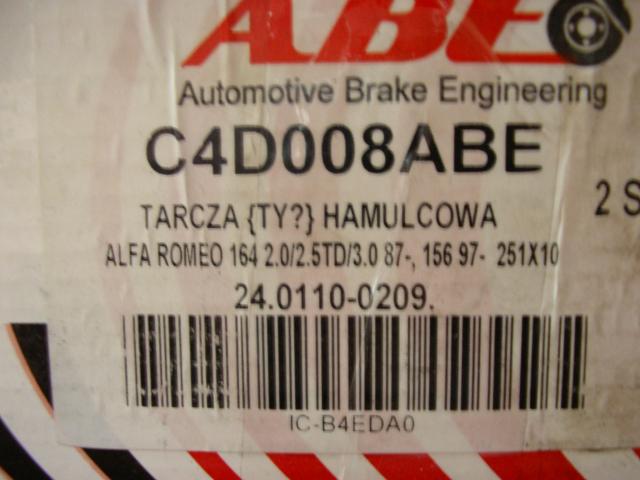 ABE
Automotive Brake Engineering
C4D008ABE
2 S
TARCZA {TY?} HAMULCOWA
ALFA ROMEO 164 2.0/2.5TD/3.0 87-, 156 97- 251X10
24.0110-0209.
IC-B4EDA0